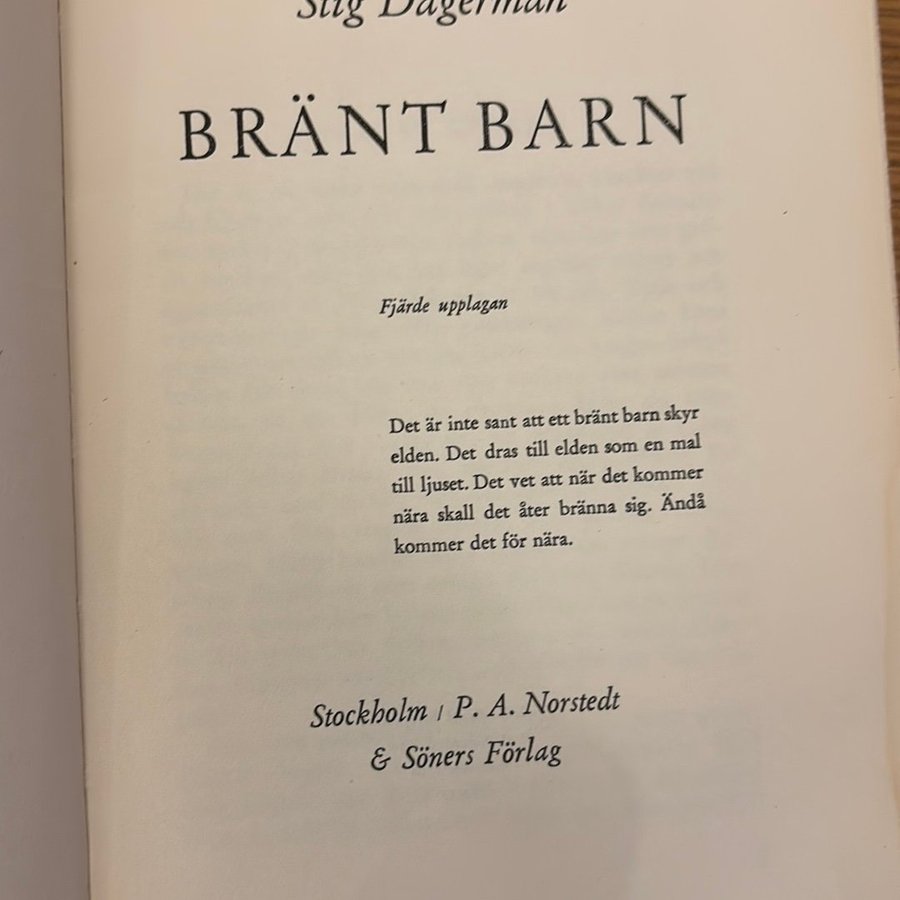 Stig Dagerman
BRÄNT BARN
Fjärde upplagan
Det är inte sant att ett bränt barn skyr
elden. Det dras till elden som en mal
till ljuset. Det vet att när det kommer
nära skall det åter bränna sig. Ändå
kommer det för nära.
Stockholm / P. A. Norstedt
& Söners Förlag